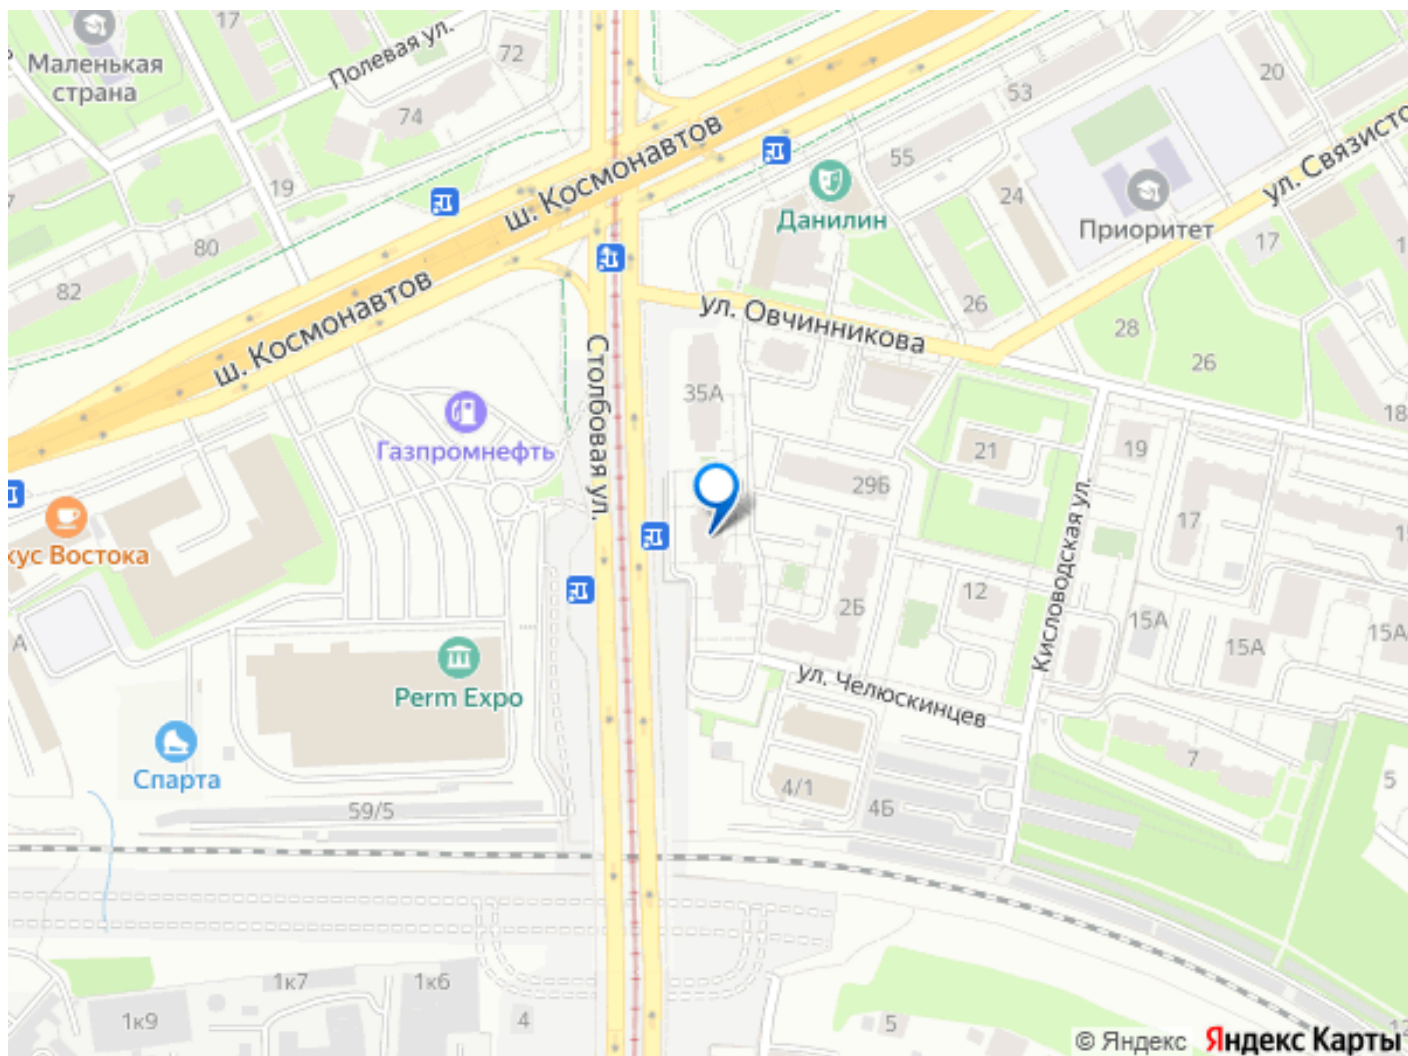 17
Полевая ул.
72
Маленькая
страна
74
20
53
ш. Космонавтов
55
ул. Связисто
19
Данилин
24
Приоритет
80
17
82
26
ул. Овчинникова
28
26
ш. Космонавтов
Столбовая ул.
35А
18
Газпромнефть
21
19
29Б
кус Востока
17
15
Кисловодская ул.
12
2Б
15А
15А
15А
А
Perm Expo
ул. Челюскинцев
7
Спарта
5
4/1
59/5
4Б
1к7
1к6
1к9
4
5
12
© Яндекс Яндекс Карты